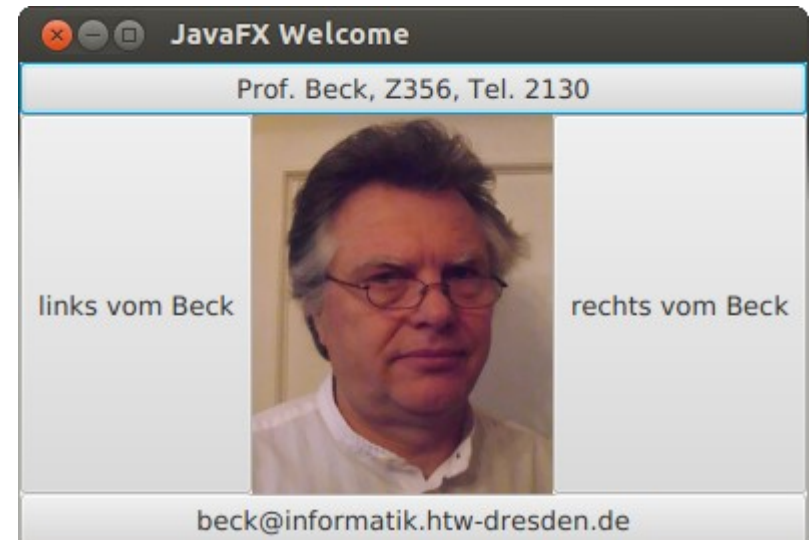 JavaFX Welcome
Prof. Beck, Z356, Tel. 2130
links vom Beck
rechts vom Beck
beck@informatik.htw-dresden.de